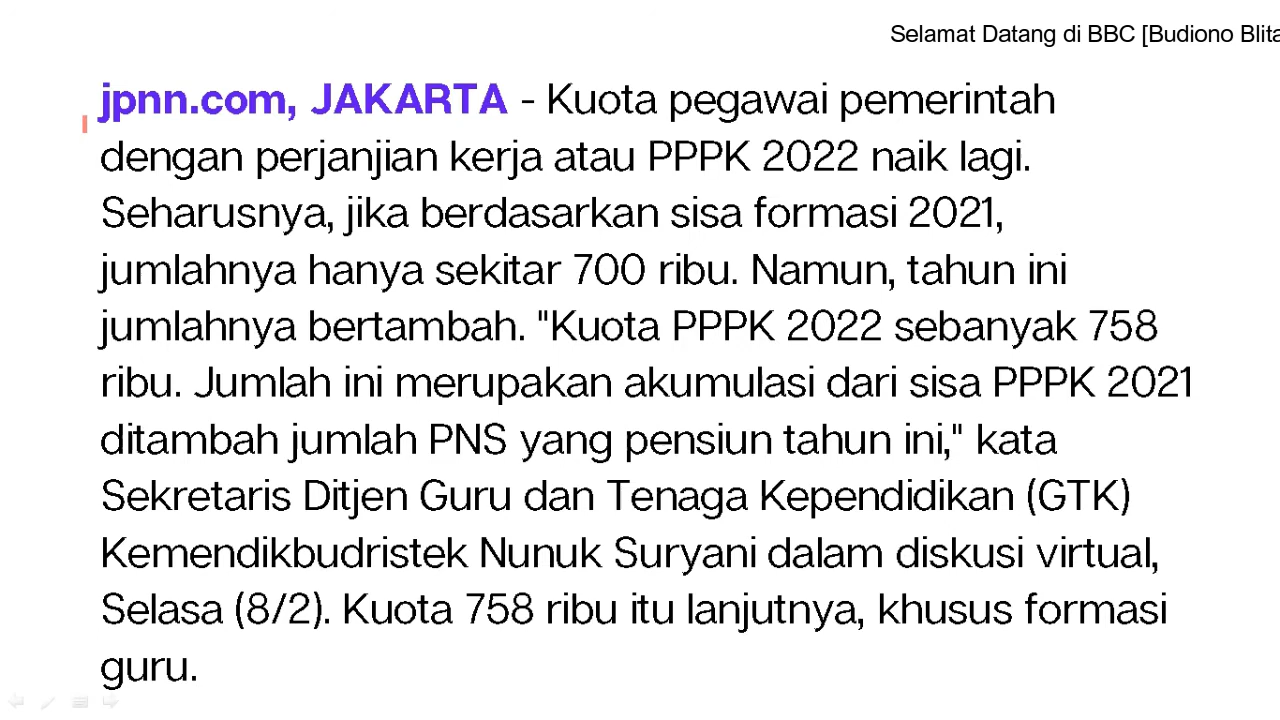 Selamat Datang di BBC [Budiono
jpnn.com, JAKARTA - Kuota pegawai pemerintah
dengan perjanjian kerja atau PPPK 2022 naik lagi.
Seharusnya, jika berdasarkan sisa formasi 2021,
jumlahnya hanya sekitar 700 ribu. Namun, tahun ini
jumlahnya bertambah. "Kuota PPPK 2022 sebanyak 758
ribu. Jumlah ini merupakan akumulasi dari sisa PPPK 2021
ditambah jumlah PNS yang pensiun tahun ini," kata
Sekretaris Ditjen Guru dan Tenaga Kependidikan (GTK)
Kemendikbudristek Nunuk Suryani dalam diskusi virtual,
Selasa (8/2). Kuota 758 ribu itu lanjutnya, khusus formasi
guru.